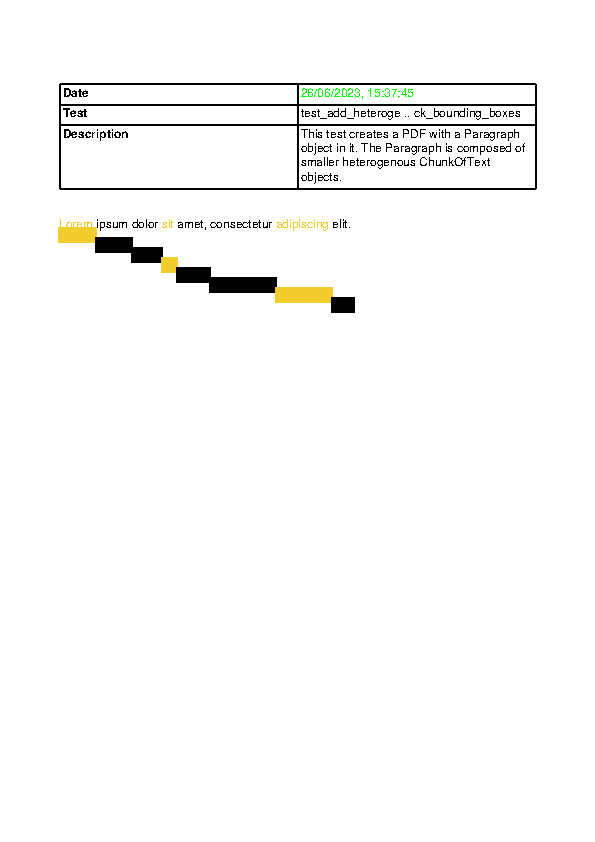 Date 26/06/2023, 15:37:45
Test test_add_heteroge .. ck_bounding_boxes
Description This test creates a PDF with a Paragraph
object in it. The Paragraph is composed of
smaller heterogenous ChunkOfText
objects.
Lorem ipsum dolor sit amet, consectetur adipiscing elit.